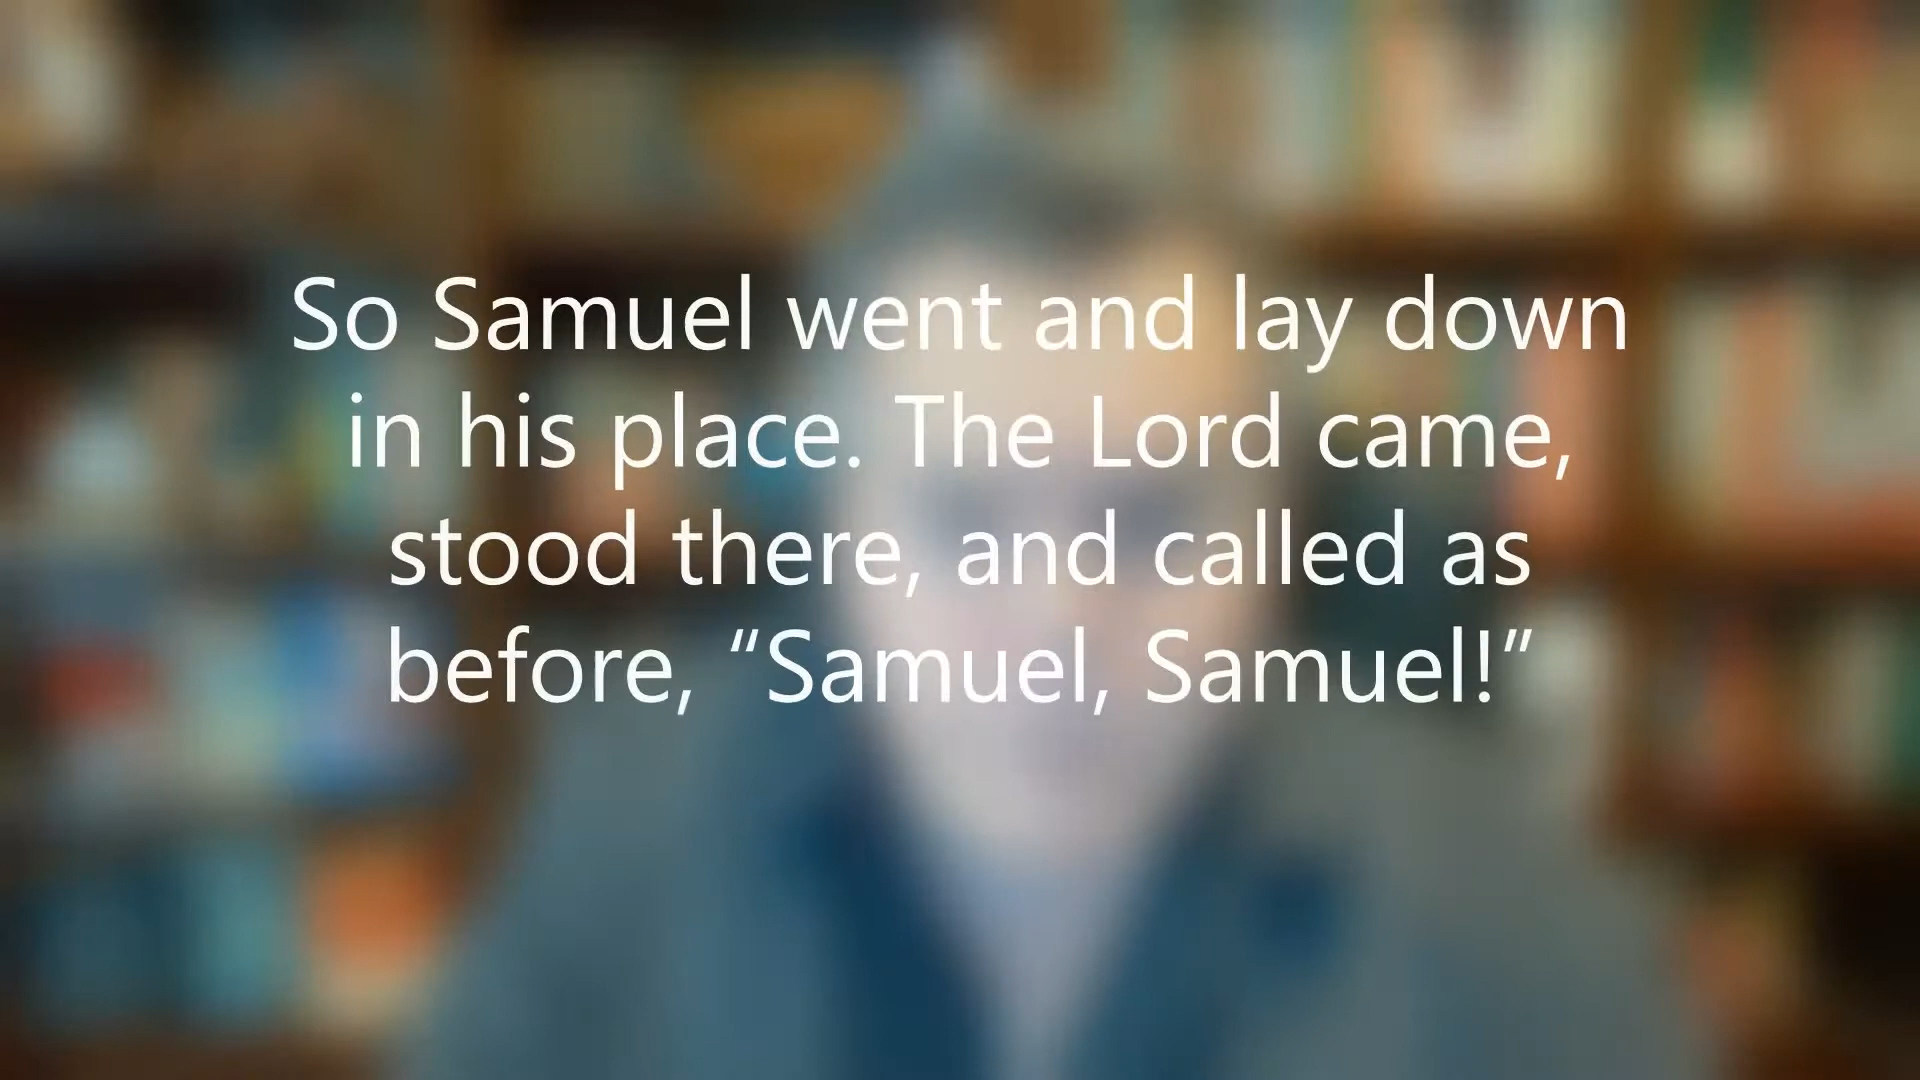 So Samuel went and lay down
in his place. The Lord came,
stood there, and called as
before, “Samuel, Samuel!”